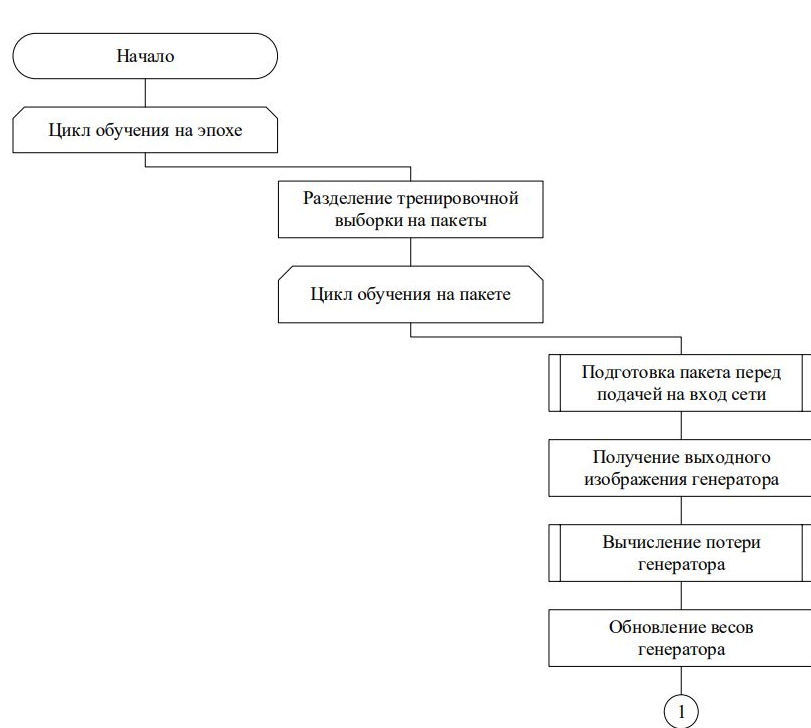 Начало
Цикл обучения на эпохе
Разделение тренировочной
выборки на пакеты
Цикл обучения на пакете
Подготовка пакета перед
подачей на вход сети
Получение выходного
изображения генератора
Вычисление потери
генератора
Обновление весов
генератора
1